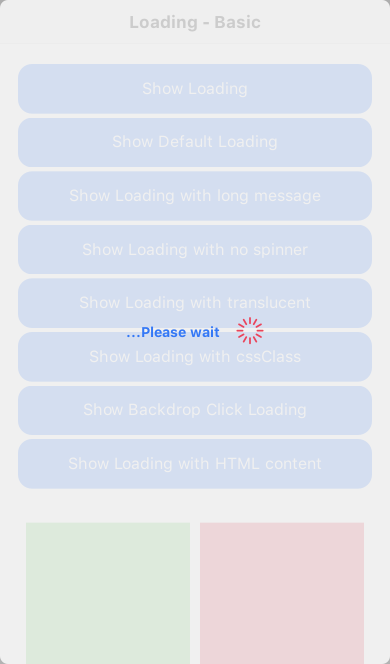 Loading - Basic
Show Loading
Show Default Loading
Show Loading with long message
Show Loading with no spinner
Show Loading with translucent
...Please wait
Show Loading with cssClass
Show Backdrop Click Loading
Show Loading with HTML content